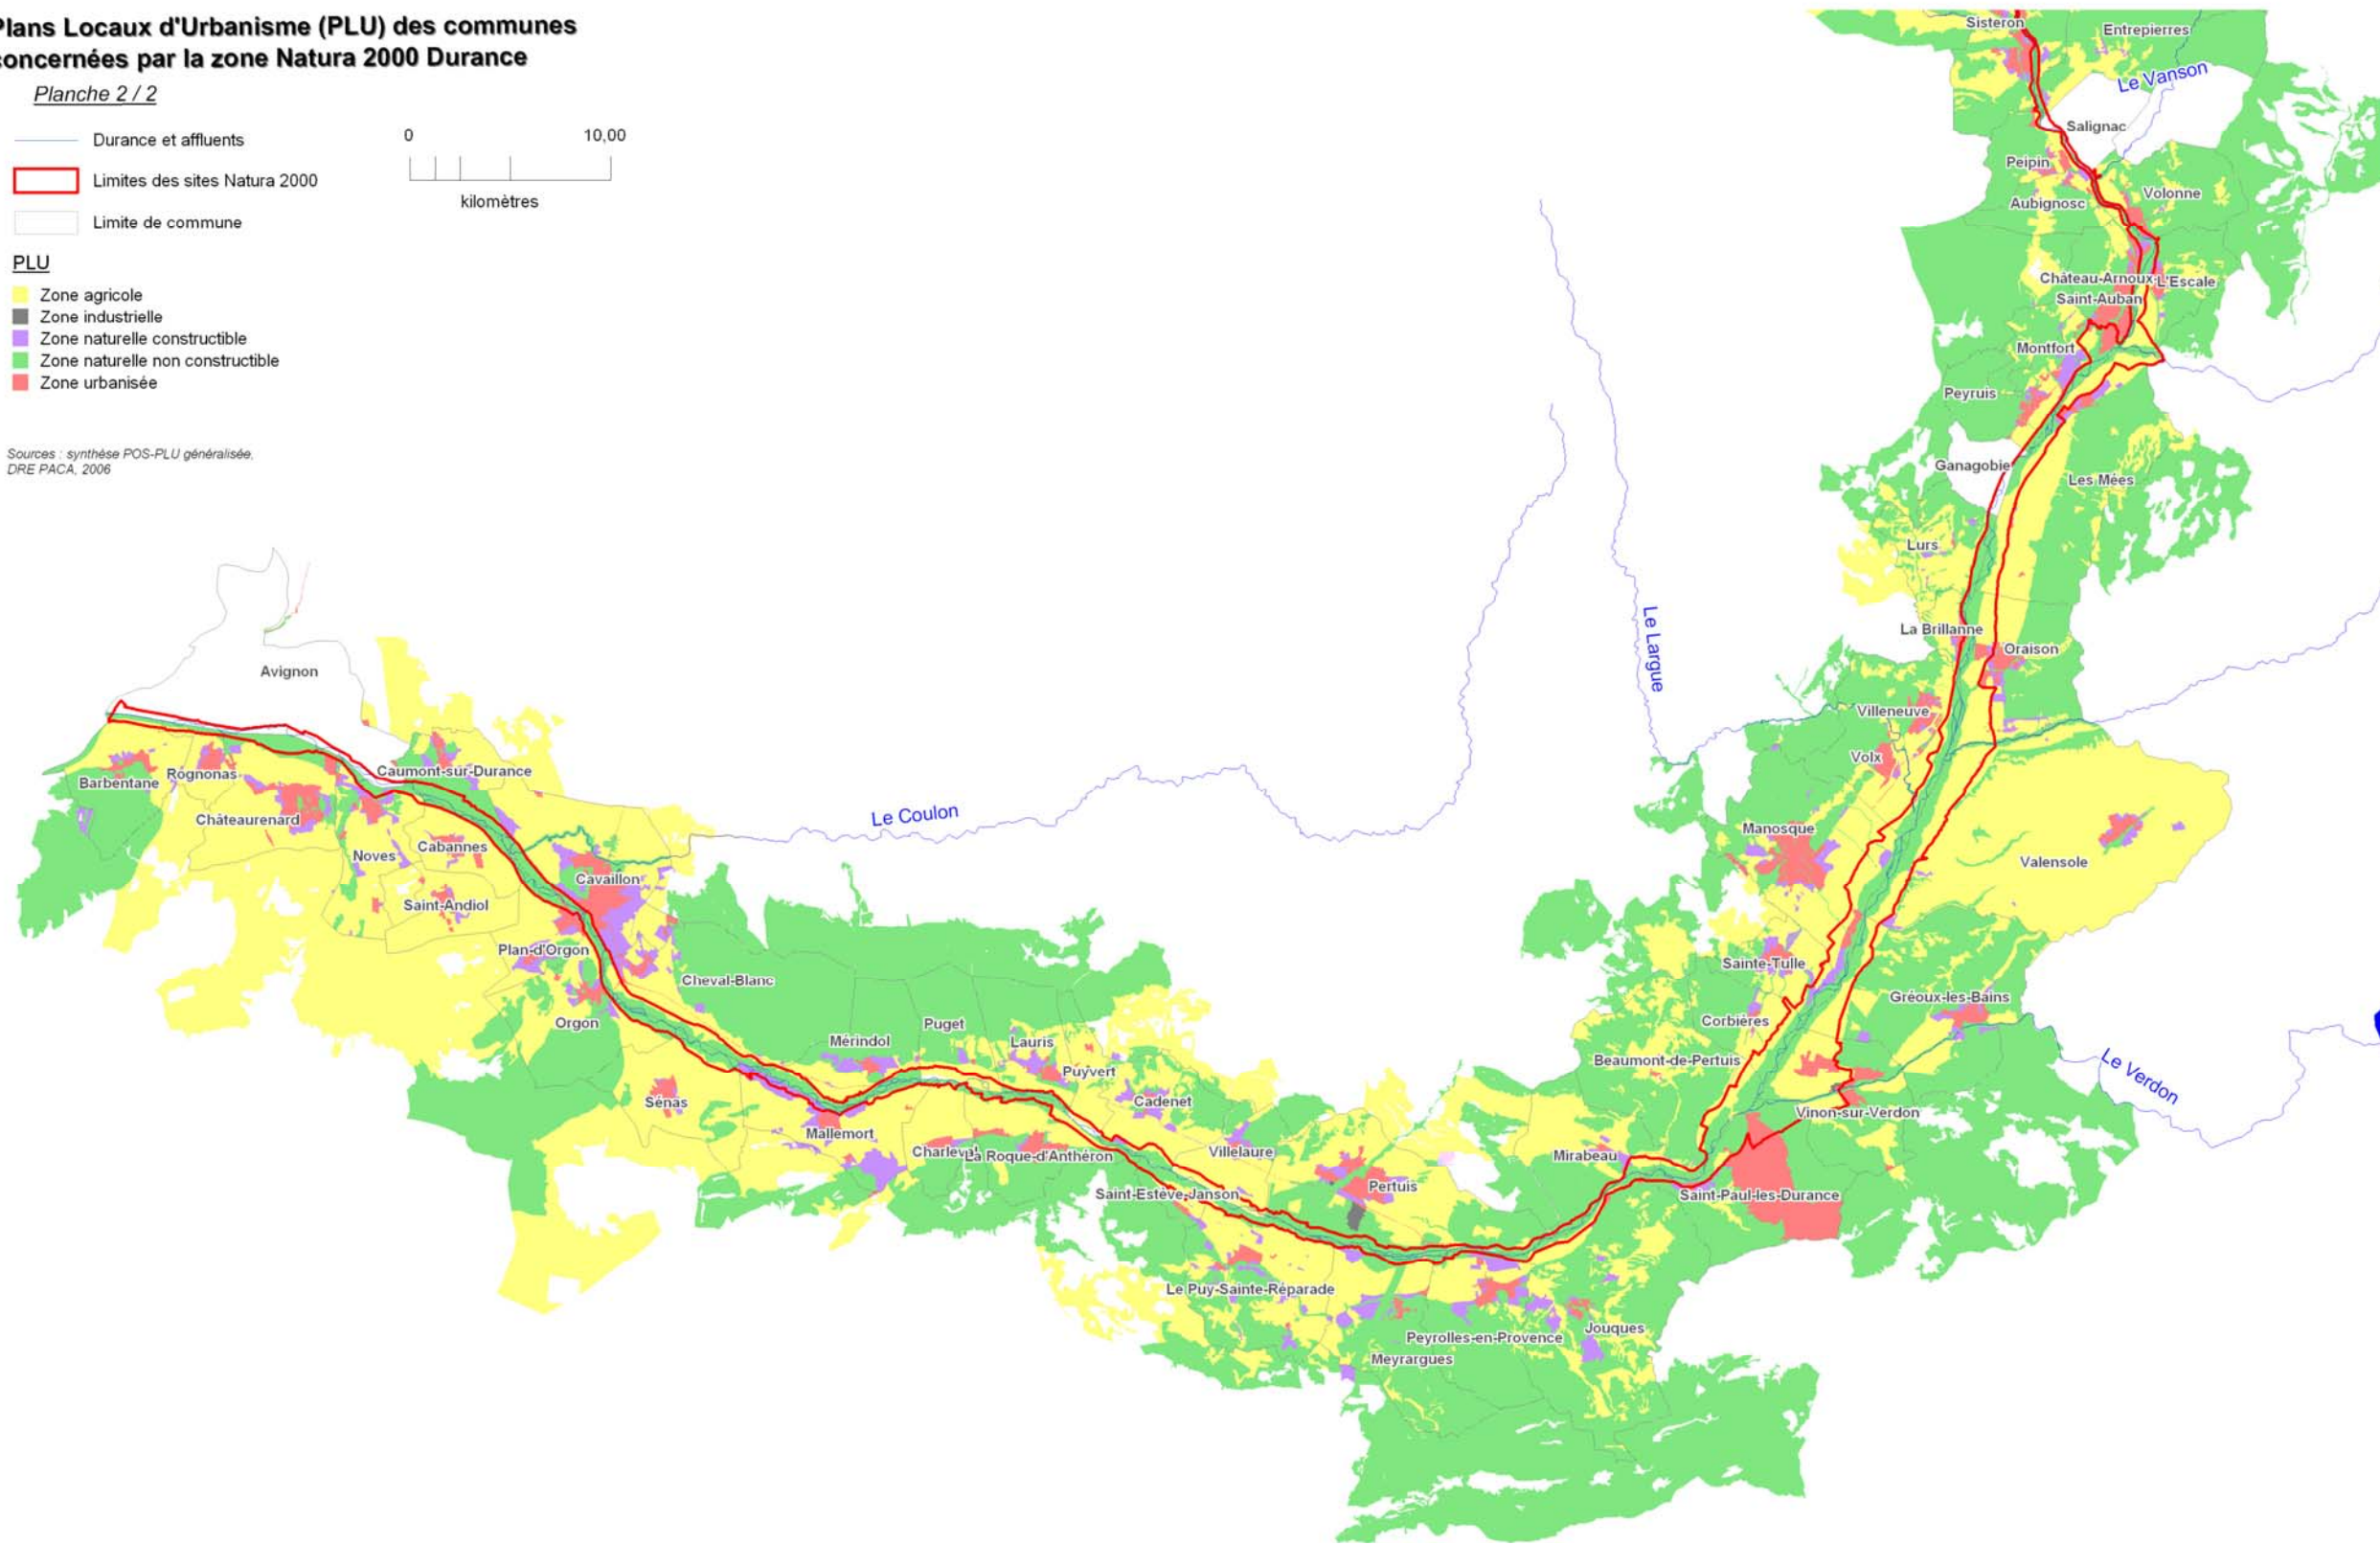 Plans Locaux d'Urbanisme (PLU) des communes
concernées par la zone Natura 2000 Durance
Planche 2 / 2
Durance et affluents
Limites des sites Natura 2000
Limite de commune
0 10,00
kilomètres
PLU
Zone agricole
Zone industrielle
Zone naturelle constructible
Zone naturelle non constructible
Zone urbanisée
Sources : synthèse POS-PLU généralisée,
DRE PACA, 2006
Sisteron
Entrepierres
Le Vanson
Salignac
Peipin
Volonne
Aubignosc
Château-Arnoux-
Saint-Auban
L'Escale
Montfort
Peyruis
Ganagobie
Les Mées
Lurs
La Brillanne
Oraison
Le Largue
Villeneuve
Volx
Manosque
Valensole
Sainte-Tulle
Gréoux-les-Bains
Corbières
Beaumont-de-Pertuis
Le Verdon
Vinon-sur-Verdon
Mirabeau
Saint-Paul-les-Durance
Avignon
Barbentane
Rognonas
Caumont-sur-Durance
Châteaurenard
Noves
Cabannes
Saint-Andiol
Cavaillon
Le Coulon
Plan-d'Orgon
Cheval-Blanc
Orgon
Mérindol
Puget
Lauris
Puyvert
Sénas
Cadenet
Mallemort
Charleval
La Roque-d'Anthéron
Villelaure
Pertuis
Saint-Estève-Janson
Le Puy-Sainte-Réparade
Peyrolles-en-Provence
Jouques
Meyrargues